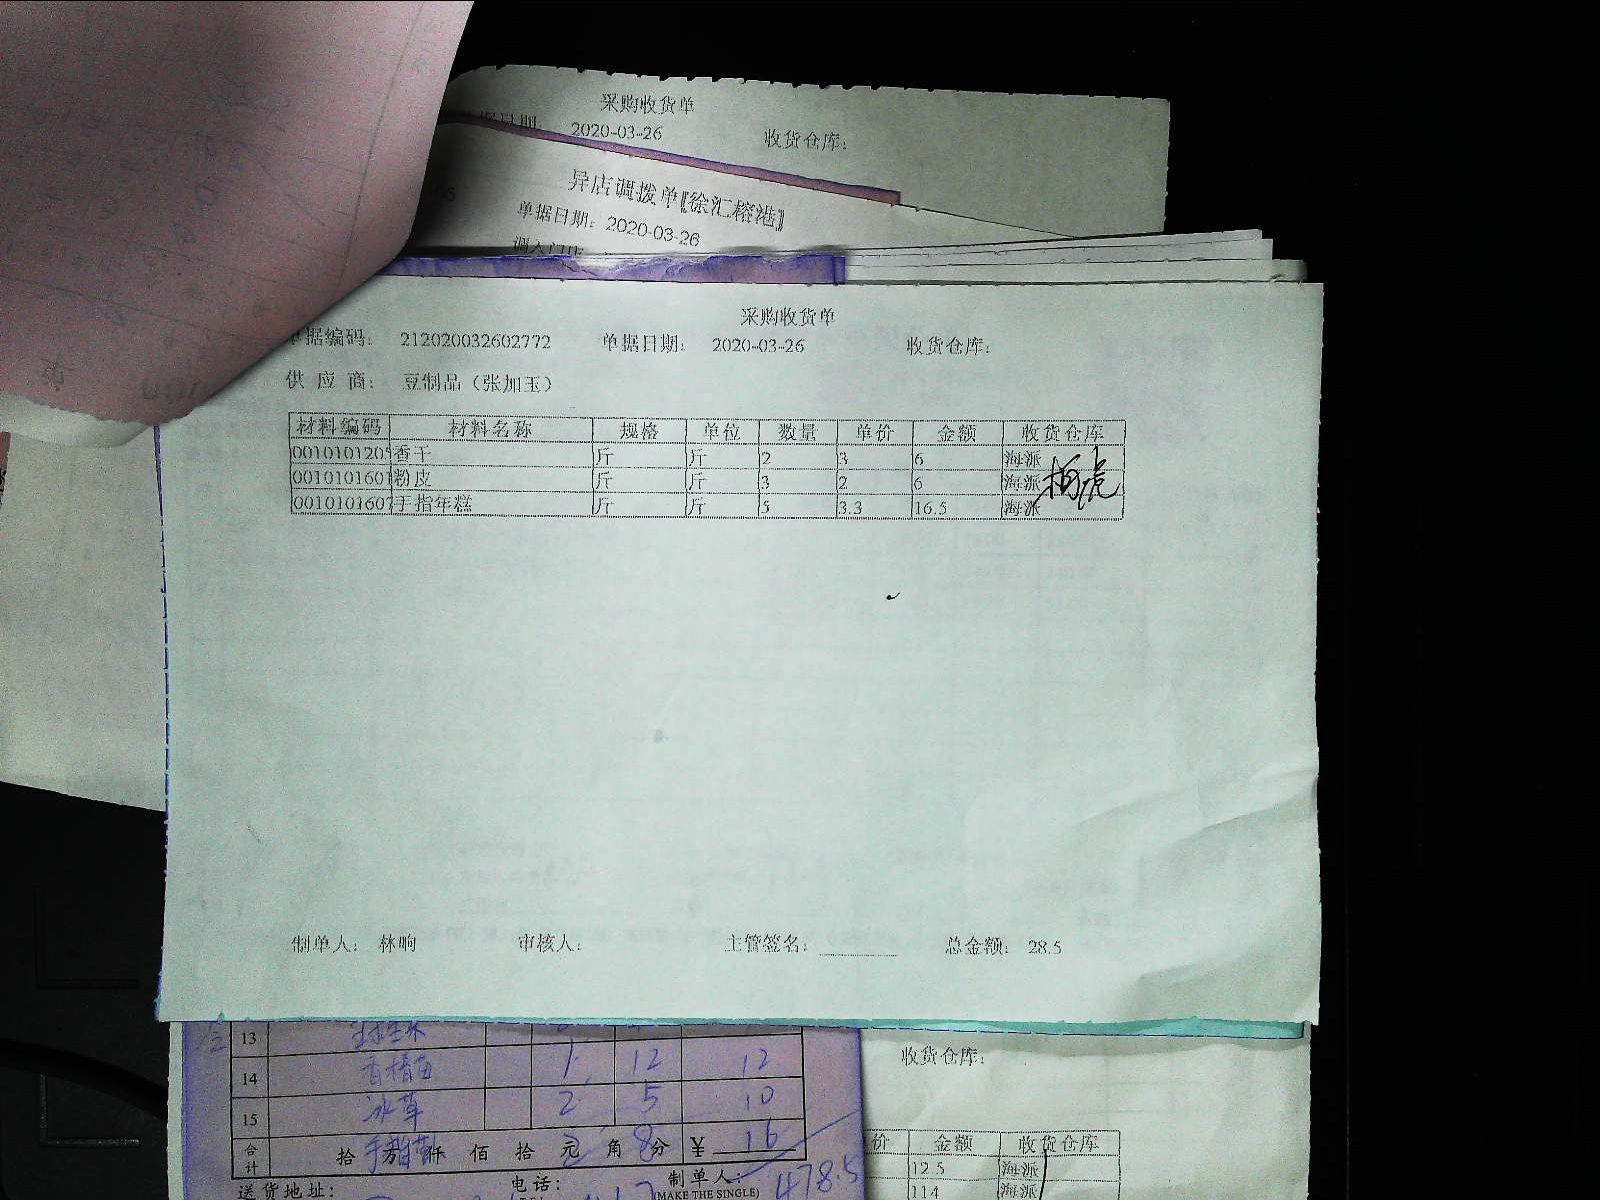 采购收货单
2020-03-26 收货仓库:
异店调拨单『徐汇榕港』
单据日期: 2020-03-26
采购收货单
单据编码: 212020032602772 单据日期: 2020-03-26 收货仓库:
供 应 商: 豆制品（张加玉）
材料编码 材料名称 规格 单位 数量 单价 金额 收货仓库
0010101205 香干 斤 斤 2 3 6 海派
001010160 粉皮 斤 斤 3 2 6 海派
0010101607 手指年糕 斤 斤 5 3.3 16.5 海派
制单人: 林响 审核人: 主管签名: 总金额: 28.5
13
14 1 12 12
15 冰草 2 5 10
合计 拾 万 仟 佰 拾 元 角 分 ¥ 16
送货地址: 电话: 制单人:
(MAKE THE SINGLE) 478.5
收货仓库:
价 金额 收货仓库
12.5 海派
114 海派